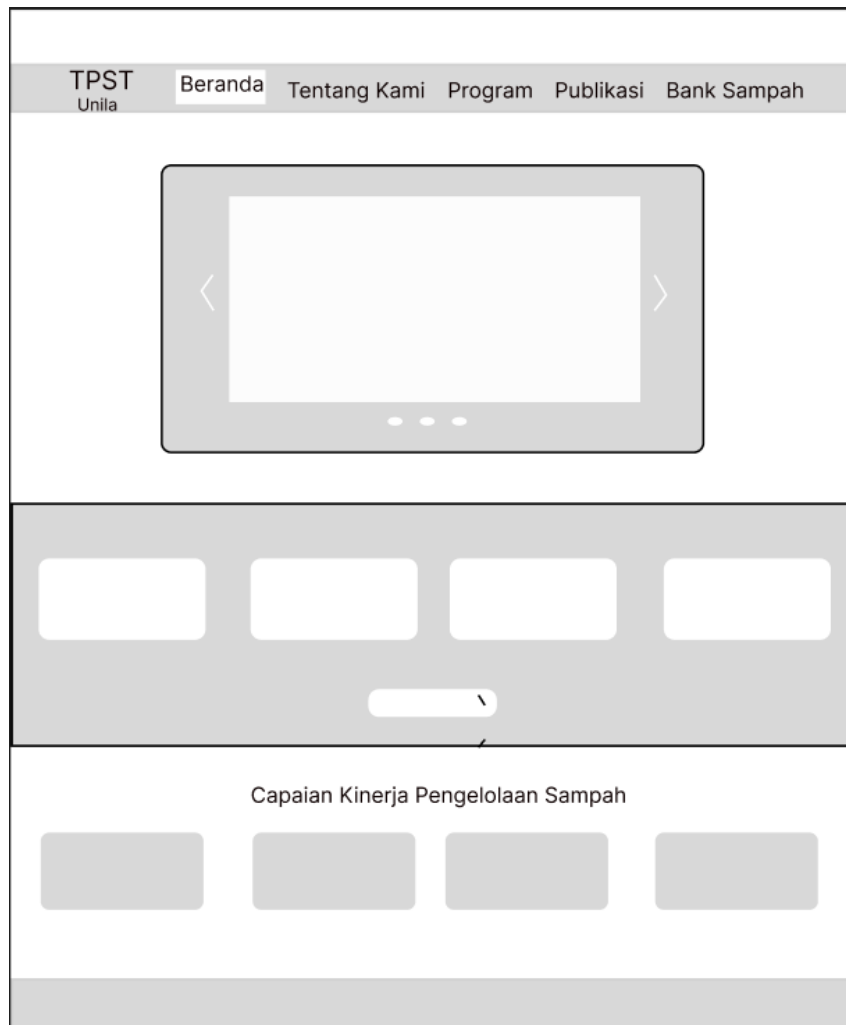 TPST
Unila
Beranda
Tentang Kami
Program
Publikasi
Bank Sampah
Capaian Kinerja Pengelolaan Sampah